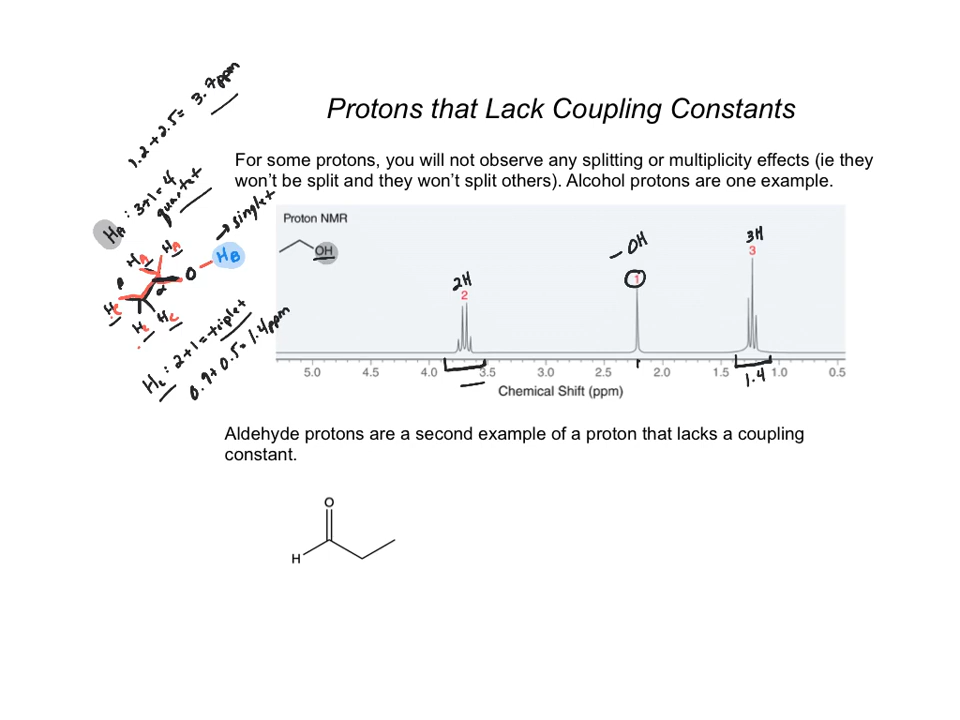 Protons that Lack Coupling Constants
For some protons, you will not observe any splitting or multiplicity effects (ie they
won't be split and they won't split others). Alcohol protons are one example.
1.2 + 2.5 = 3.7ppm
HA : 3+1 = 4
quartet
→ singlet
HA HA
O HB
β α
Hc Hc Hc
Hc : 2+1 = triplet
0.9 + 0.5 = 1.4ppm
Proton NMR
OH
2H
2
– OH
1
3H
3
5.0 4.5 4.0 3.5 3.0 2.5 2.0 1.5 1.0 0.5
1.4
Chemical Shift (ppm)
Aldehyde protons are a second example of a proton that lacks a coupling
constant.
O
H